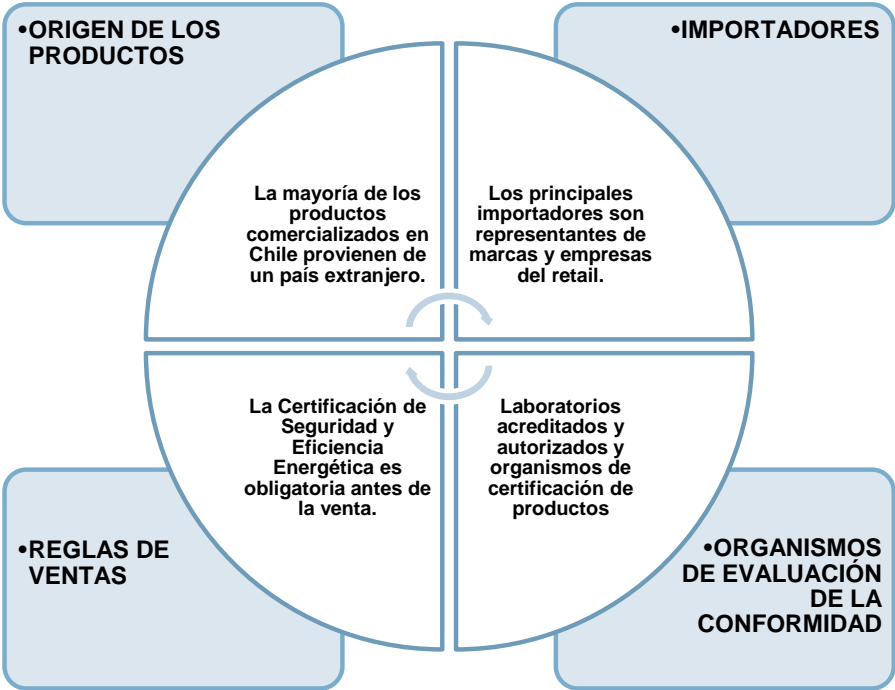 •ORIGEN DE LOS
PRODUCTOS
•IMPORTADORES
La mayoría de los
productos
comercializados en
Chile provienen de
un país extranjero.
Los principales
importadores son
representantes de
marcas y empresas
del retail.
La Certificación de
Seguridad y
Eficiencia
Energética es
obligatoria antes de
la venta.
Laboratorios
acreditados y
autorizados y
organismos de
certificación de
productos
•REGLAS DE
VENTAS
•ORGANISMOS
DE EVALUACIÓN
DE LA
CONFORMIDAD